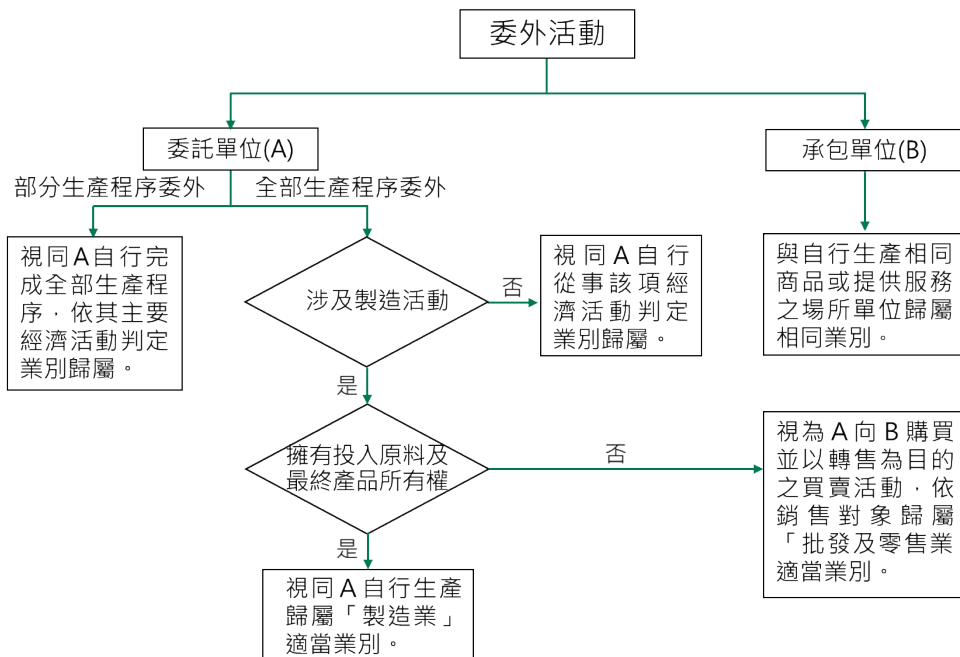 委外活動
委託單位(A)
承包單位(B)
部分生產程序委外
全部生產程序委外
視同A自行完
成全部生產程
序，依其主要
經濟活動判定
業別歸屬。
涉及製造活動
否
視同A自行
從事該項經
濟活動判定
業別歸屬。
與自行生產相同
商品或提供服務
之場所單位歸屬
相同業別。
是
擁有投入原料及
最終產品所有權
否
視為A向B購買
並以轉售為目的
之買賣活動，依
銷售對象歸屬
「批發及零售業
適當業別。
是
視同A自行生產
歸屬「製造業」
適當業別。